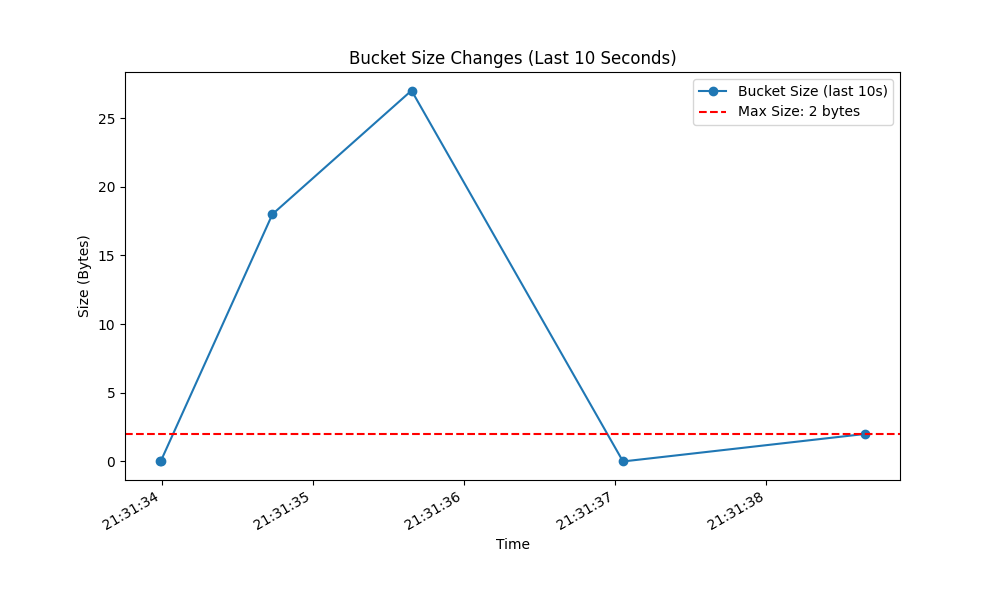 Bucket Size Changes (Last 10 Seconds)
Bucket Size (last 10s)
Max Size: 2 bytes
Size (Bytes)
25
20
15
10
5
0
21:31:34
21:31:35
21:31:36
21:31:37
21:31:38
Time